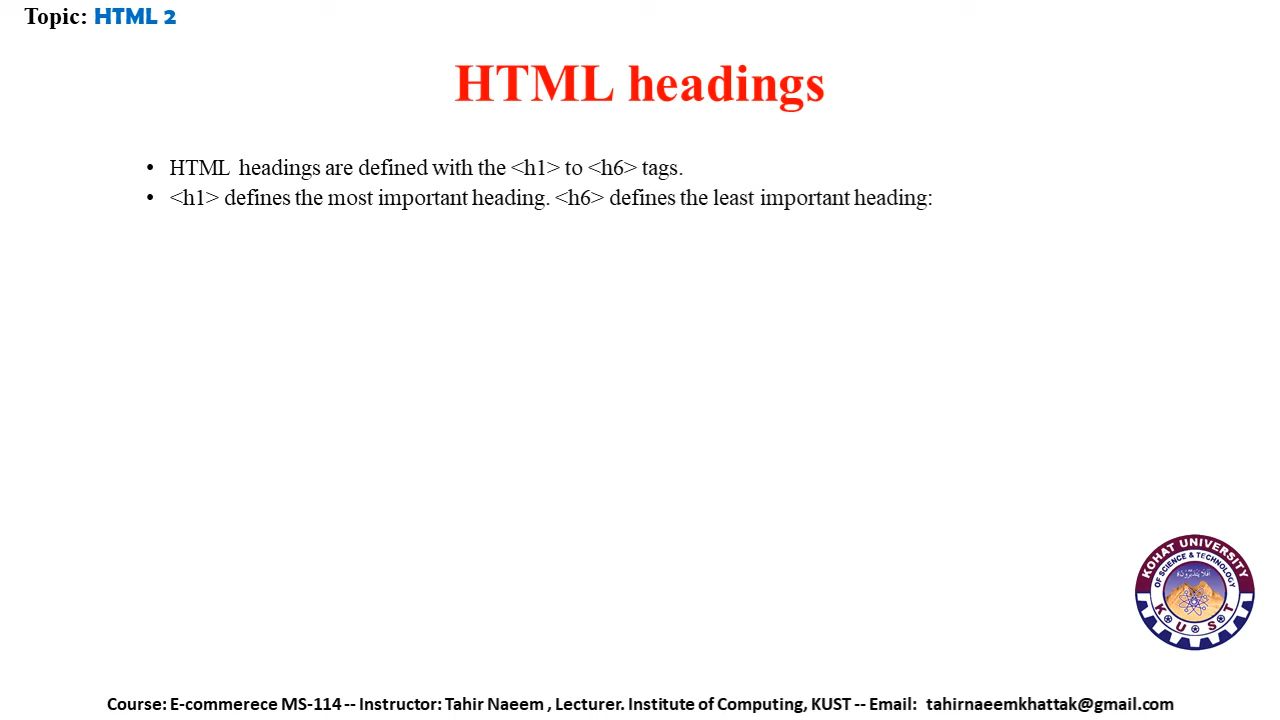 Topic: HTML 2
HTML headings
• HTML headings are defined with the <h1> to <h6> tags.
• <h1> defines the most important heading. <h6> defines the least important heading:
KOHAT UNIVERSITY
OF SCIENCE & TECHNOLOGY
K U S T
Course: E-commerece MS-114 -- Instructor: Tahir Naeem , Lecturer. Institute of Computing, KUST -- Email: tahirnaeemkhattak@gmail.com